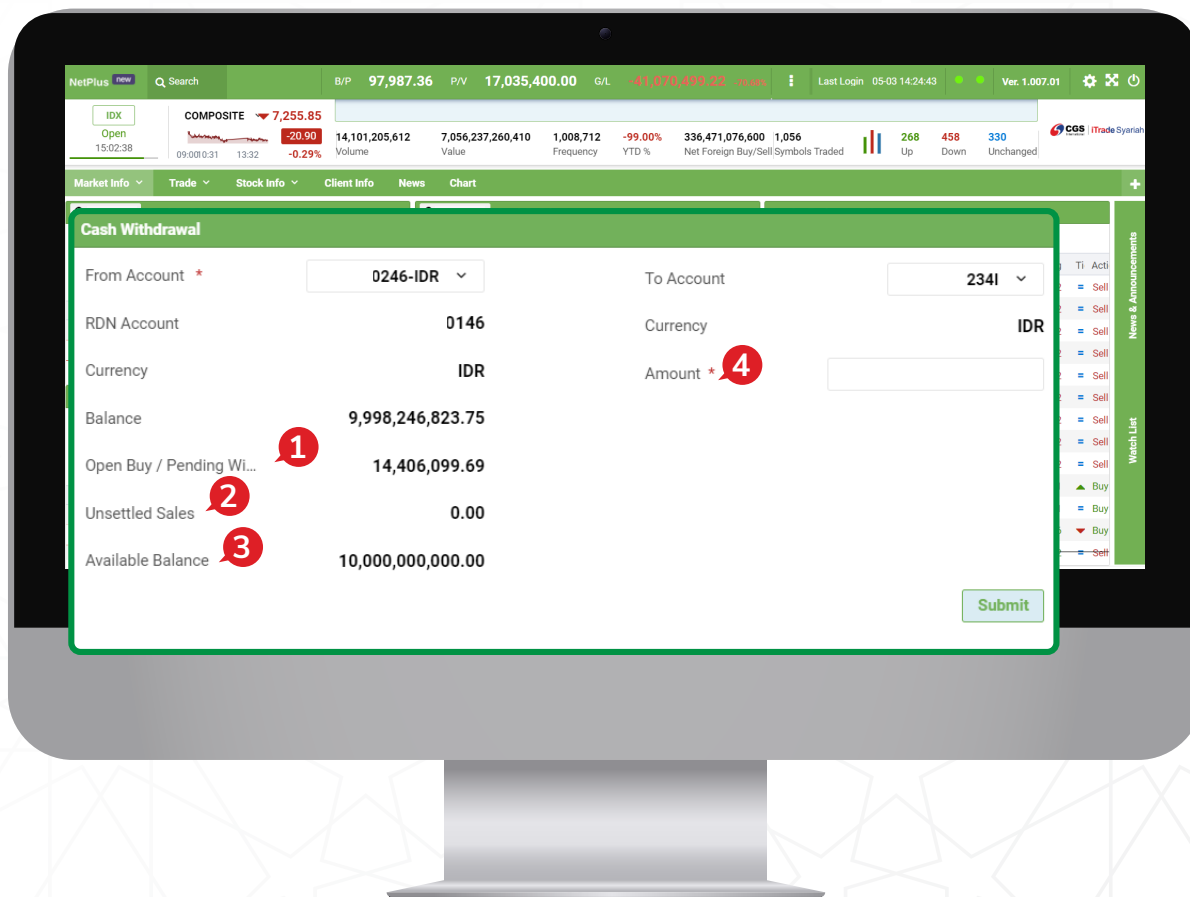 NetPlus new Search B/P 97,987.36 P/V 17,035,400.00 G/L -41,070,499.22 Last Login 05-03 14:24:43 Ver. 1.007.01
IDX
Open
15:02:38
COMPOSITE 7,255.85
-20.90
09:00 10:31 13:32 -0.29%
14,101,205,612 7,056,237,260,410 1,008,712 -99.00% 336,471,076,600 1,056 268 458 330
Volume Value Frequency YTD % Net Foreign Buy/Sell Symbols Traded Up Down Unchanged
CGS iTrade Syariah
Market Info Trade Stock Info Client Info News Chart +
Cash Withdrawal
From Account * 0246-IDR
RDN Account 0146
Currency IDR
Balance 9,998,246,823.75
Open Buy / Pending Wi... 1 14,406,099.69
Unsettled Sales 2 0.00
Available Balance 3 10,000,000,000.00
To Account 234I
Currency IDR
Amount * 4
Submit
Ti Acti
= Sell
= Sell
= Sell
= Sell
= Sell
= Sell
= Sell
= Sell
= Sell
Buy
= Buy
Buy
= Sell
News & Announcements
Watch List